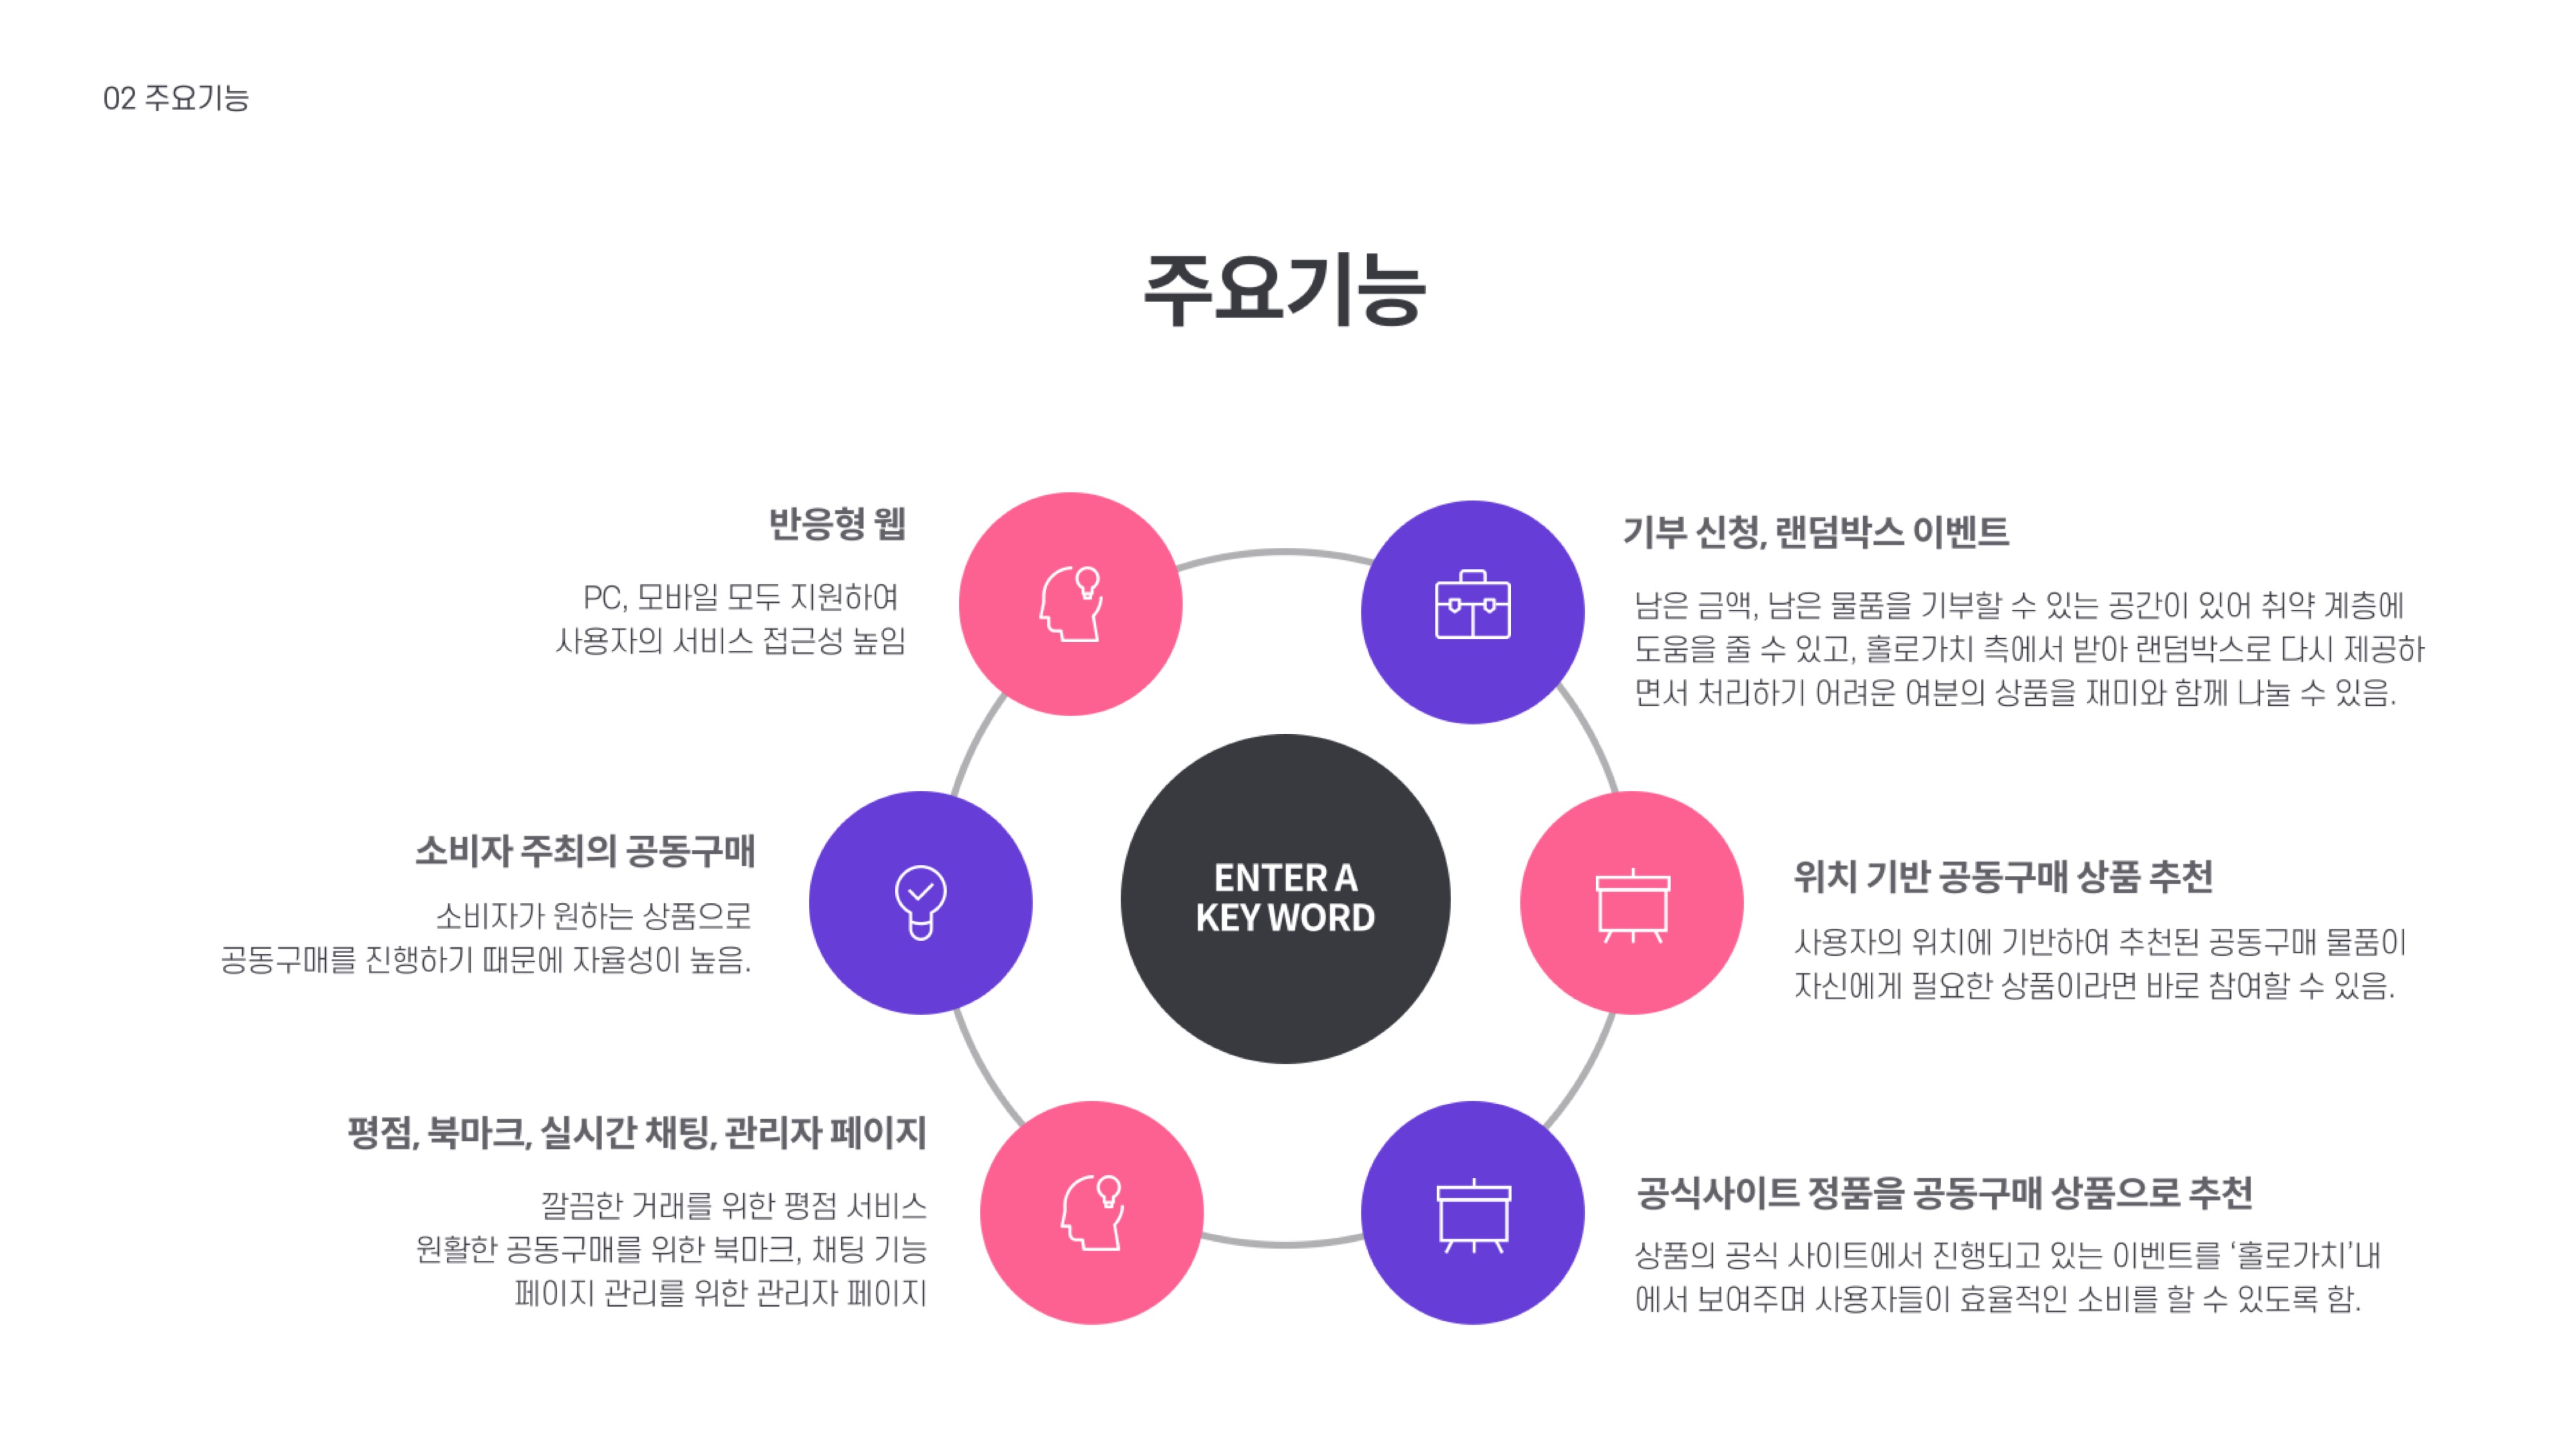 02 주요기능
주요기능
반응형 웹
PC, 모바일 모두 지원하여
사용자의 서비스 접근성 높임
기부 신청, 랜덤박스 이벤트
남은 금액, 남은 물품을 기부할 수 있는 공간이 있어 취약 계층에
도움을 줄 수 있고, 홀로가치 측에서 받아 랜덤박스로 다시 제공하
면서 처리하기 어려운 여분의 상품을 재미와 함께 나눌 수 있음.
소비자 주최의 공동구매
소비자가 원하는 상품으로
공동구매를 진행하기 때문에 자율성이 높음.
ENTER A
KEY WORD
위치 기반 공동구매 상품 추천
사용자의 위치에 기반하여 추천된 공동구매 물품이
자신에게 필요한 상품이라면 바로 참여할 수 있음.
평점, 북마크, 실시간 채팅, 관리자 페이지
깔끔한 거래를 위한 평점 서비스
원활한 공동구매를 위한 북마크, 채팅 기능
페이지 관리를 위한 관리자 페이지
공식사이트 정품을 공동구매 상품으로 추천
상품의 공식 사이트에서 진행되고 있는 이벤트를 ‘홀로가치’내
에서 보여주며 사용자들이 효율적인 소비를 할 수 있도록 함.